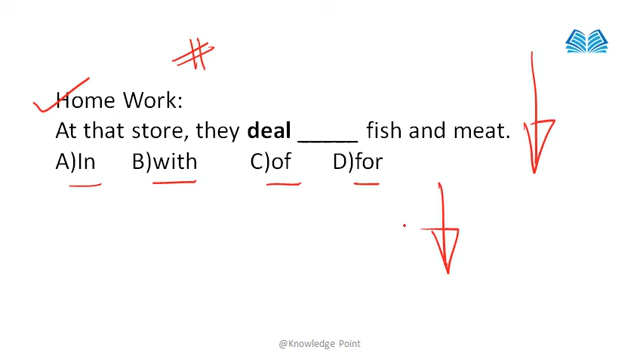 #
Home Work:
At that store, they deal _____ fish and meat.
A)In B)with C)of D)for
@Knowledge Point